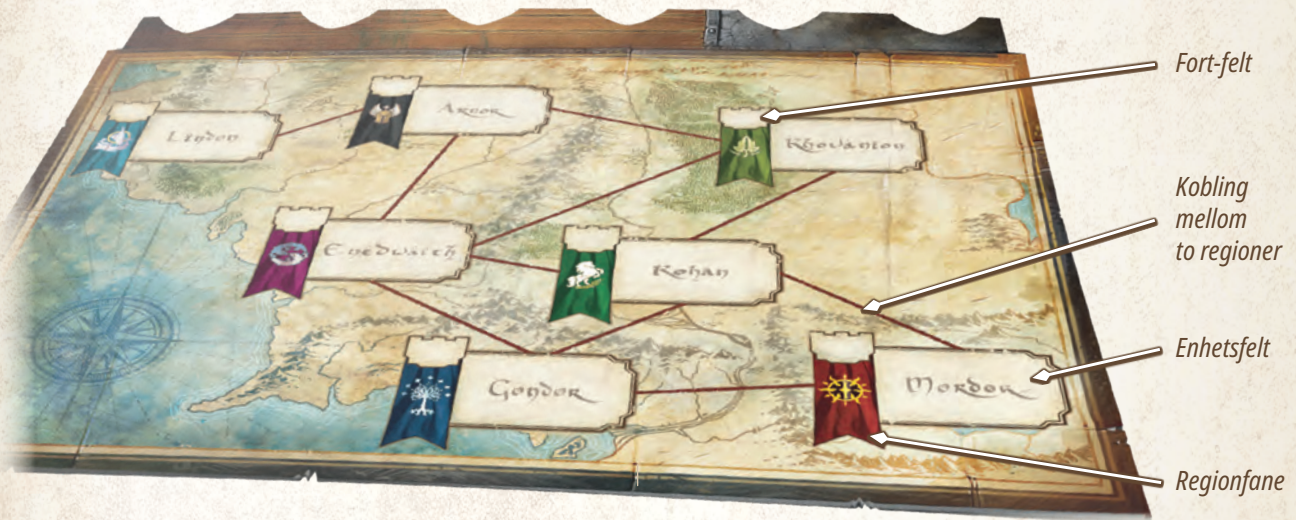 Fort-felt
Lindon
Arnor
Rhovanion
Kobling
mellom
to regioner
Enedwaith
Rohan
Enhetsfelt
Gondor
Mordor
Regionfane